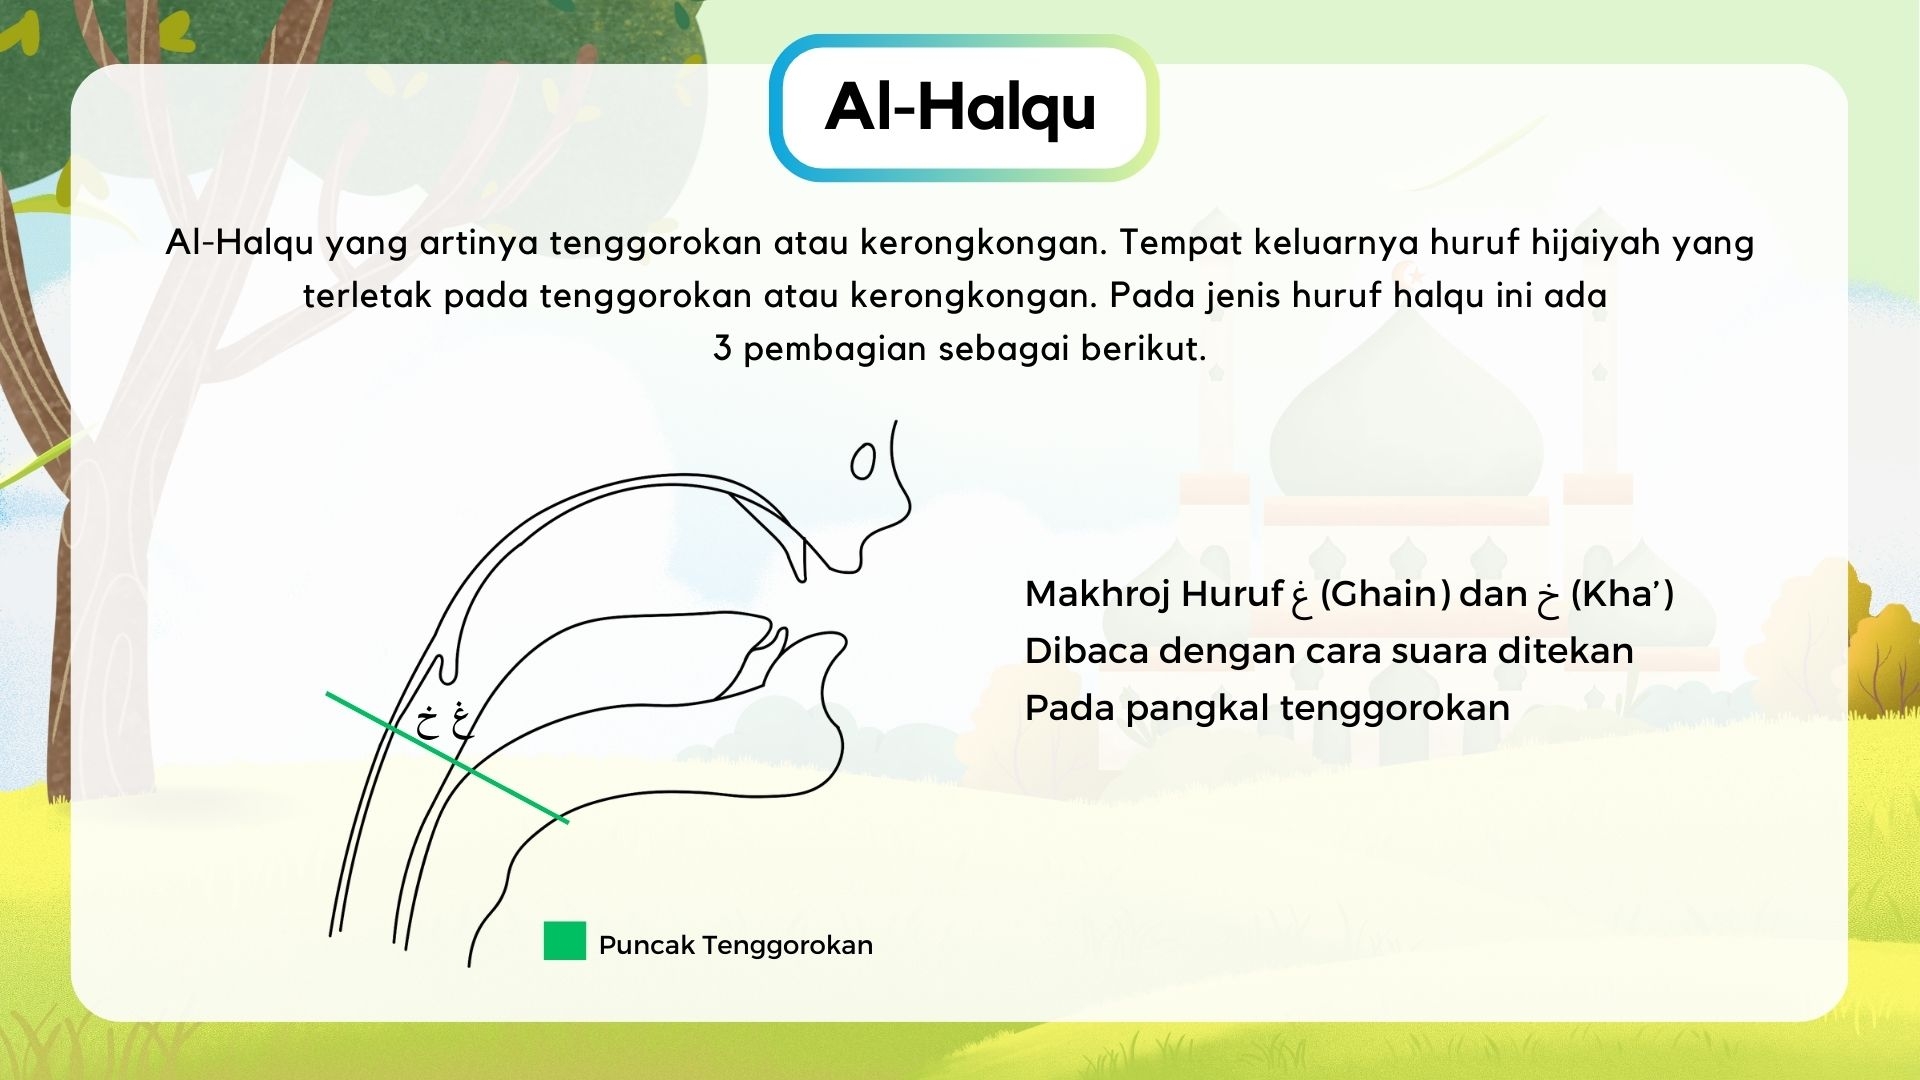 Al-Halqu
Al-Halqu yang artinya tenggorokan atau kerongkongan. Tempat keluarnya huruf hijaiyah yang
terletak pada tenggorokan atau kerongkongan. Pada jenis huruf halqu ini ada
3 pembagian sebagai berikut.
Makhroj Huruf غ (Ghain) dan خ (Kha’)
Dibaca dengan cara suara ditekan
Pada pangkal tenggorokan
غ خ
Puncak Tenggorokan